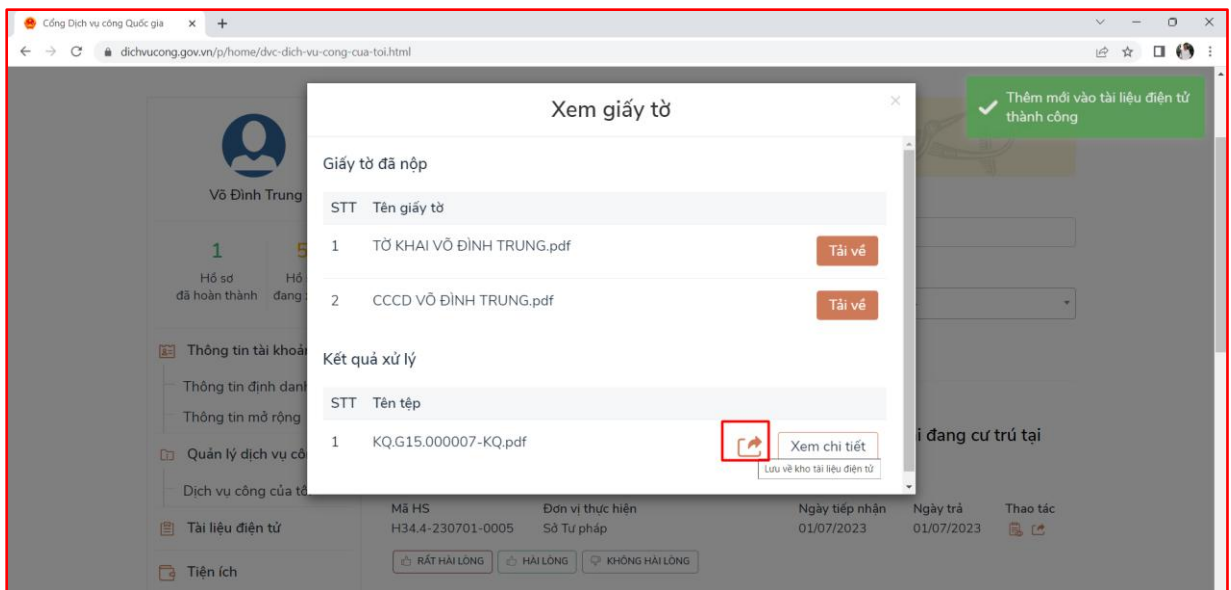 Cổng Dịch vụ công Quốc gia
dichvucong.gov.vn/p/home/dvc-dich-vu-cong-cua-toi.html
Thêm mới vào tài liệu điện tử
thành công
Xem giấy tờ
Giấy tờ đã nộp
STT Tên giấy tờ
1 TỜ KHAI VÕ ĐÌNH TRUNG.pdf Tải về
2 CCCD VÕ ĐÌNH TRUNG.pdf Tải về
Kết quả xử lý
STT Tên tệp
1 KQ.G15.000007-KQ.pdf Xem chi tiết
Lưu về kho tài liệu điện tử
Võ Đình Trung
1 5
Hồ sơ Hồ
đã hoàn thành đang
Thông tin tài khoản
Thông tin định danh
Thông tin mở rộng
Quản lý dịch vụ cô
Dịch vụ công của tô
Tài liệu điện tử
Tiện ích
i đang cư trú tại
Mã HS Đơn vị thực hiện Ngày tiếp nhận Ngày trả Thao tác
H34.4-230701-0005 Sở Tư pháp 01/07/2023 01/07/2023
RẤT HÀI LÒNG HÀI LÒNG KHÔNG HÀI LÒNG